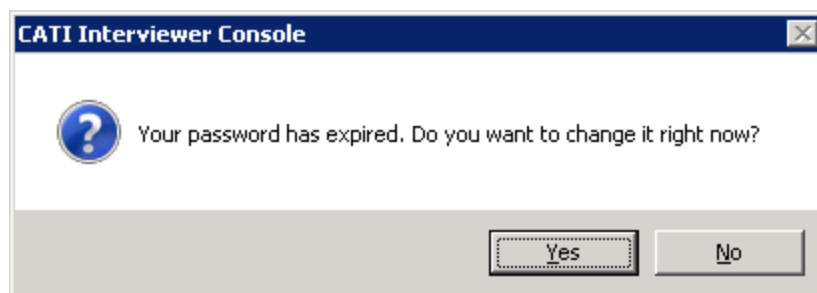 CATI Interviewer Console
?
Your password has expired. Do you want to change it right now?
Yes
No